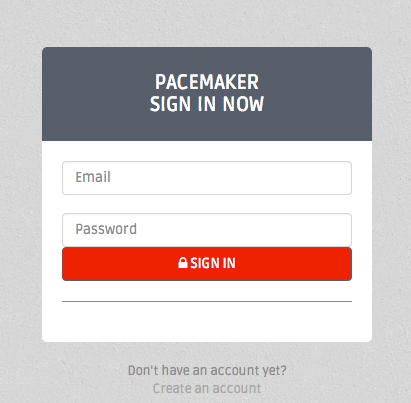 PACEMAKER
SIGN IN NOW
Email
Password
SIGN IN
Don't have an account yet?
Create an account